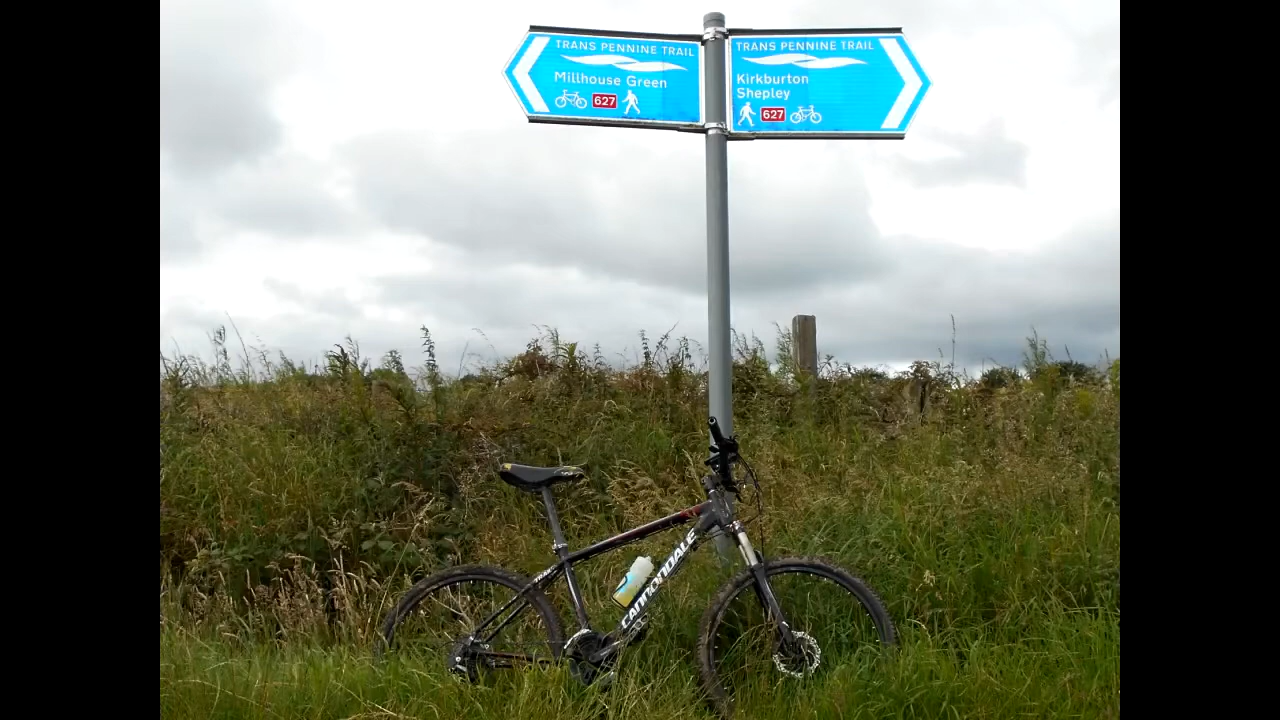 TRANS PENNINE TRAIL
Millhouse Green
627
TRANS PENNINE TRAIL
Kirkburton
Shepley
627
cannondale